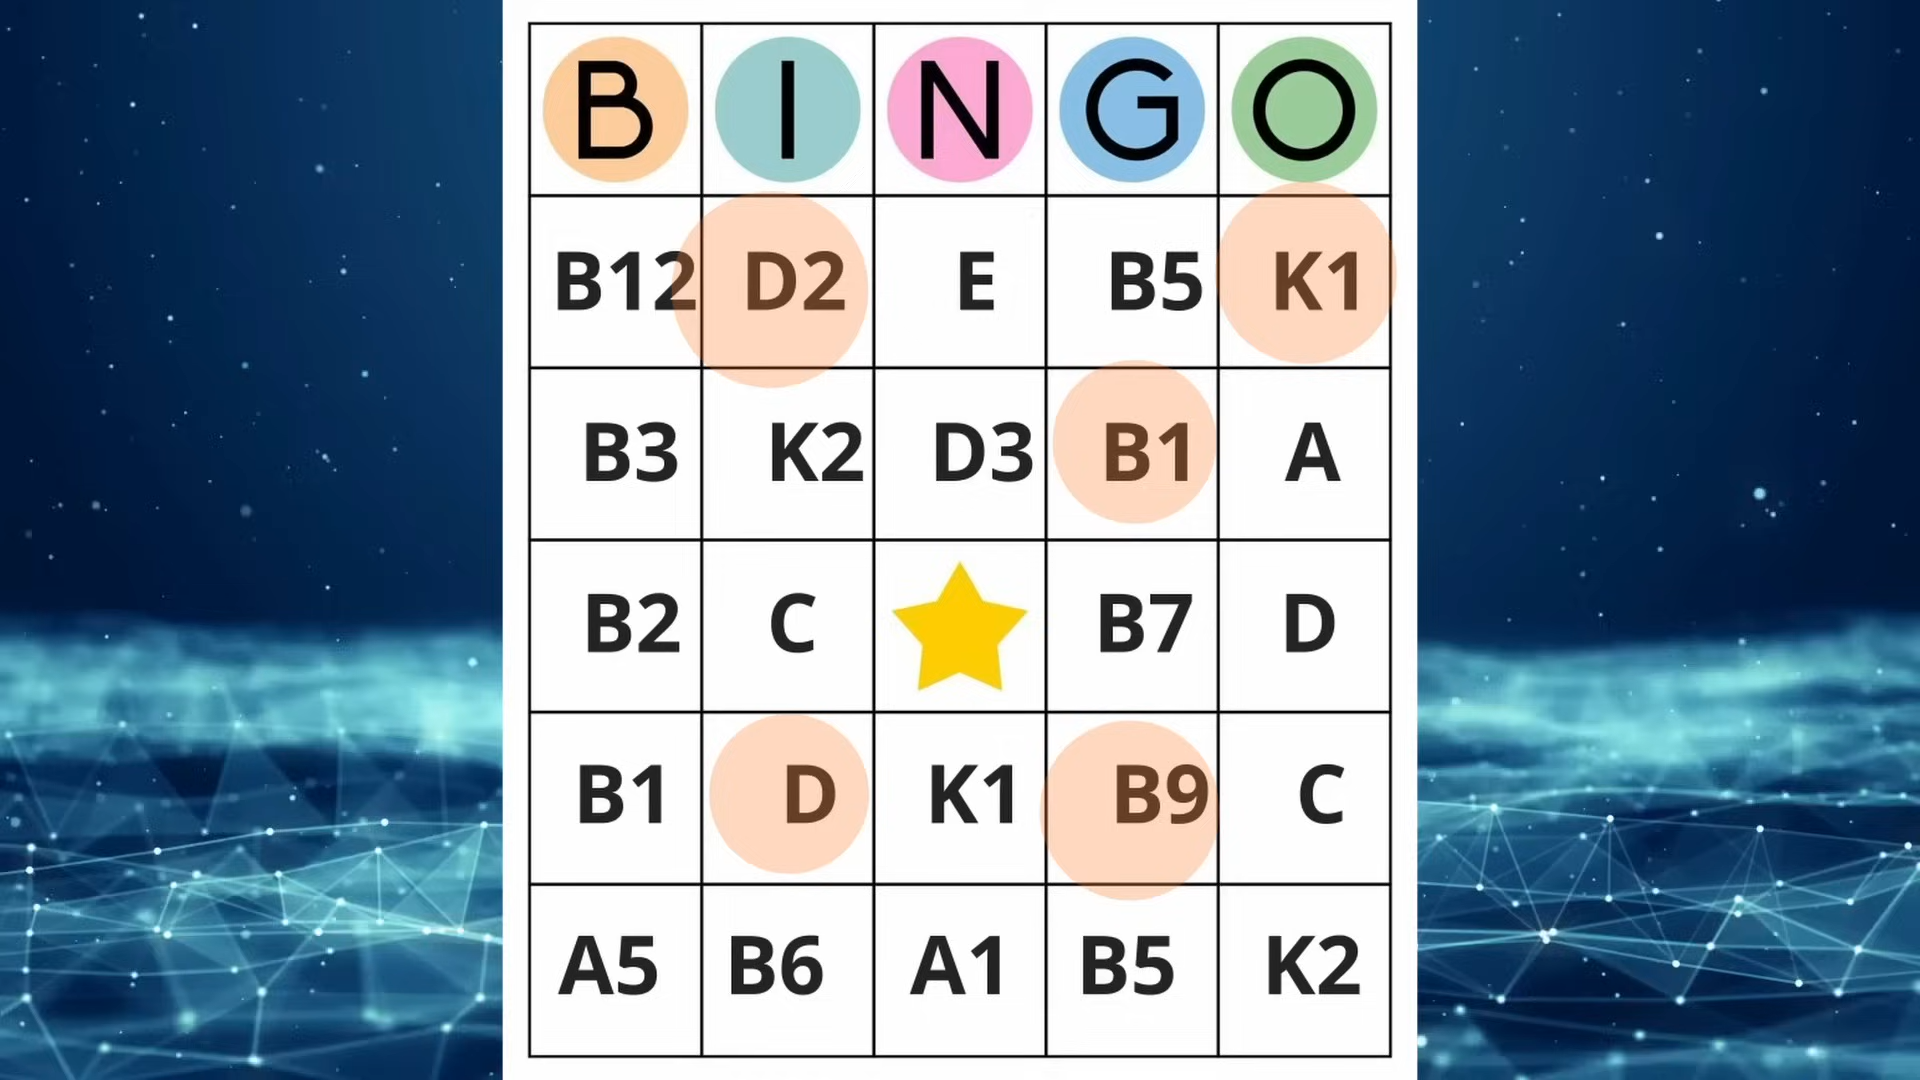 B I N G O
B12 D2 E B5 K1
B3 K2 D3 B1 A
B2 C B7 D
B1 D K1 B9 C
A5 B6 A1 B5 K2